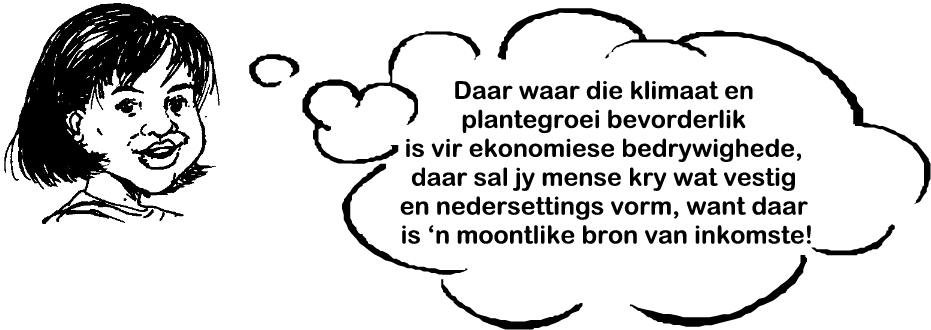 Daar waar die klimaat en
plantegroei bevorderlik
is vir ekonomiese bedrywighede,
daar sal jy mense kry wat vestig
en nedersettings vorm, want daar
is ‘n moontlike bron van inkomste!